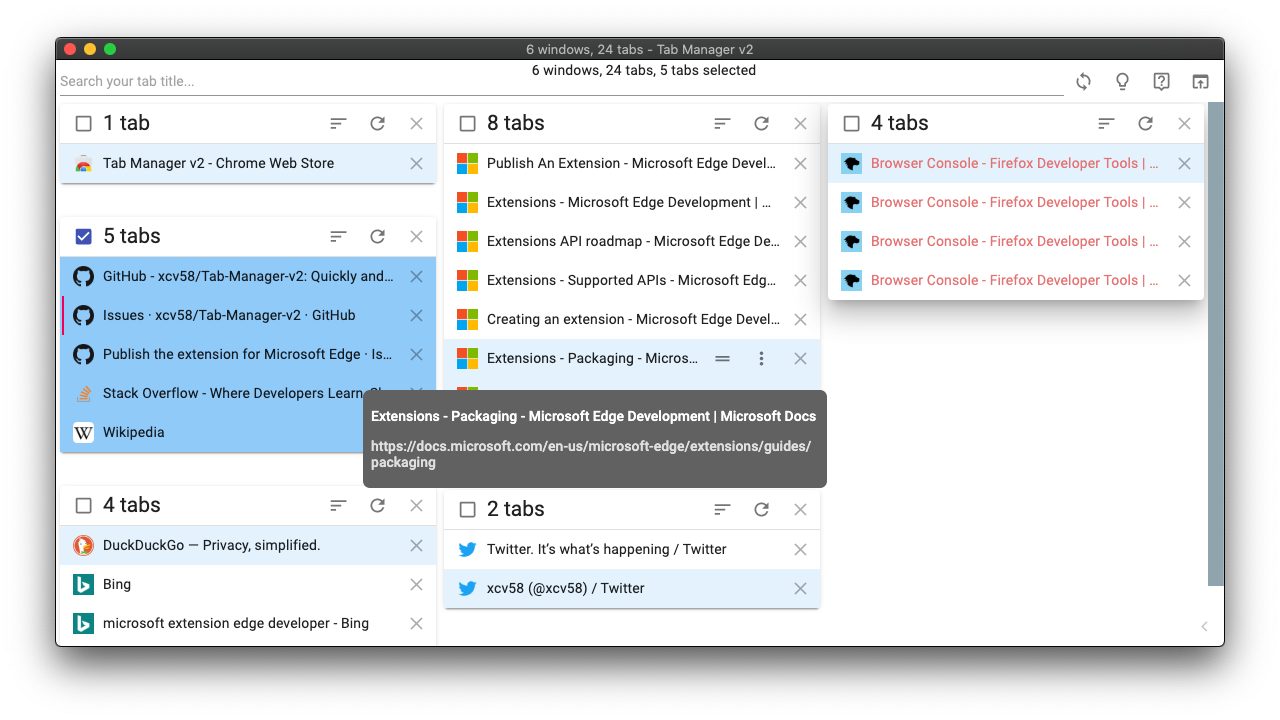 6 windows, 24 tabs - Tab Manager v2
6 windows, 24 tabs, 5 tabs selected
Search your tab title...
1 tab
Tab Manager v2 - Chrome Web Store
5 tabs
GitHub - xcv58/Tab-Manager-v2: Quickly and...
Issues · xcv58/Tab-Manager-v2 · GitHub
Publish the extension for Microsoft Edge · Is...
Stack Overflow - Where Developers Learn,
Wikipedia
4 tabs
DuckDuckGo — Privacy, simplified.
Bing
microsoft extension edge developer - Bing
8 tabs
Publish An Extension - Microsoft Edge Devel...
Extensions - Microsoft Edge Development | ...
Extensions API roadmap - Microsoft Edge De...
Extensions - Supported APIs - Microsoft Edg...
Creating an extension - Microsoft Edge Devel...
Extensions - Packaging - Micros...
Extensions - Packaging - Microsoft Edge Development | Microsoft Docs
https://docs.microsoft.com/en-us/microsoft-edge/extensions/guides/
packaging
2 tabs
Twitter. It’s what’s happening / Twitter
xcv58 (@xcv58) / Twitter
4 tabs
Browser Console - Firefox Developer Tools | ...
Browser Console - Firefox Developer Tools | ...
Browser Console - Firefox Developer Tools | ...
Browser Console - Firefox Developer Tools | ...